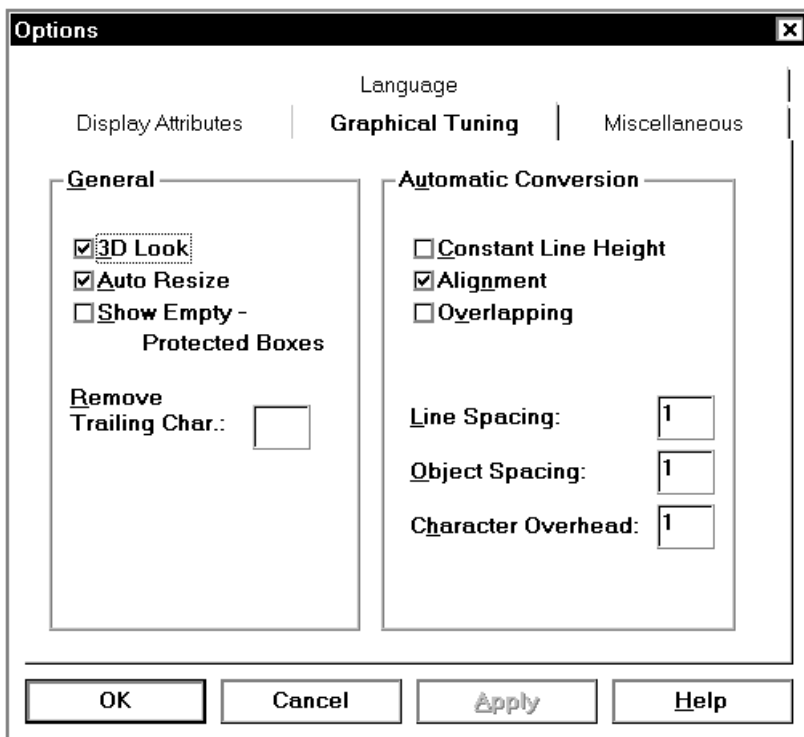 Options
Language
Display Attributes
Graphical Tuning
Miscellaneous
General
3D Look
Auto Resize
Show Empty -
Protected Boxes
Remove
Trailing Char.:
Automatic Conversion
Constant Line Height
Alignment
Overlapping
Line Spacing: 1
Object Spacing: 1
Character Overhead: 1
OK
Cancel
Apply
Help